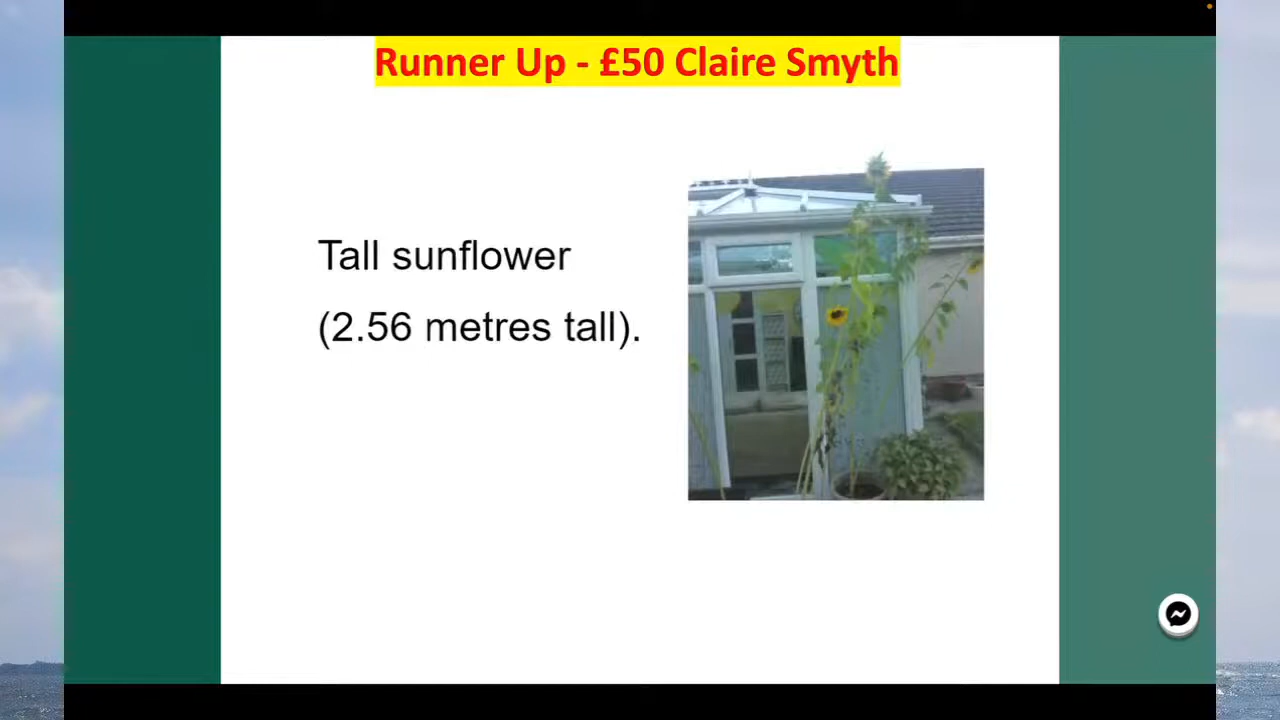 Runner Up - £50 Claire Smyth
Tall sunflower
(2.56 metres tall).